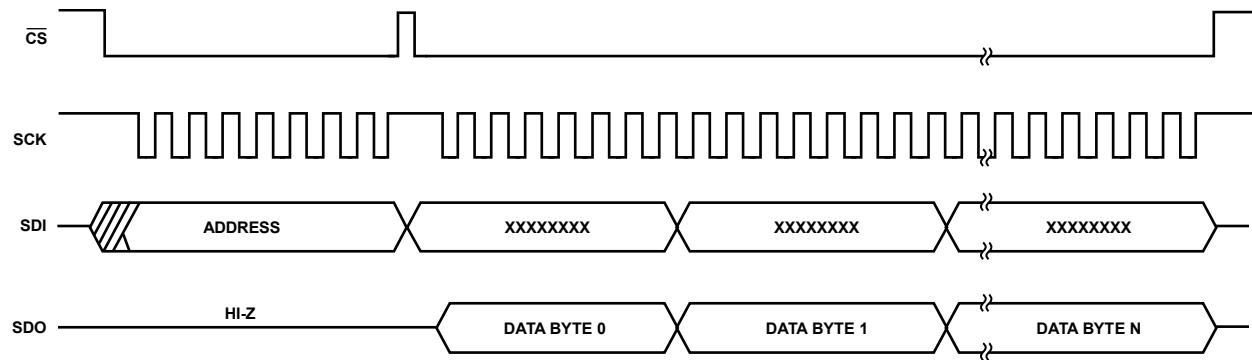 CS
SCK
SDI ADDRESS XXXXXXXX XXXXXXXX XXXXXXXX
SDO HI-Z DATA BYTE 0 DATA BYTE 1 DATA BYTE N